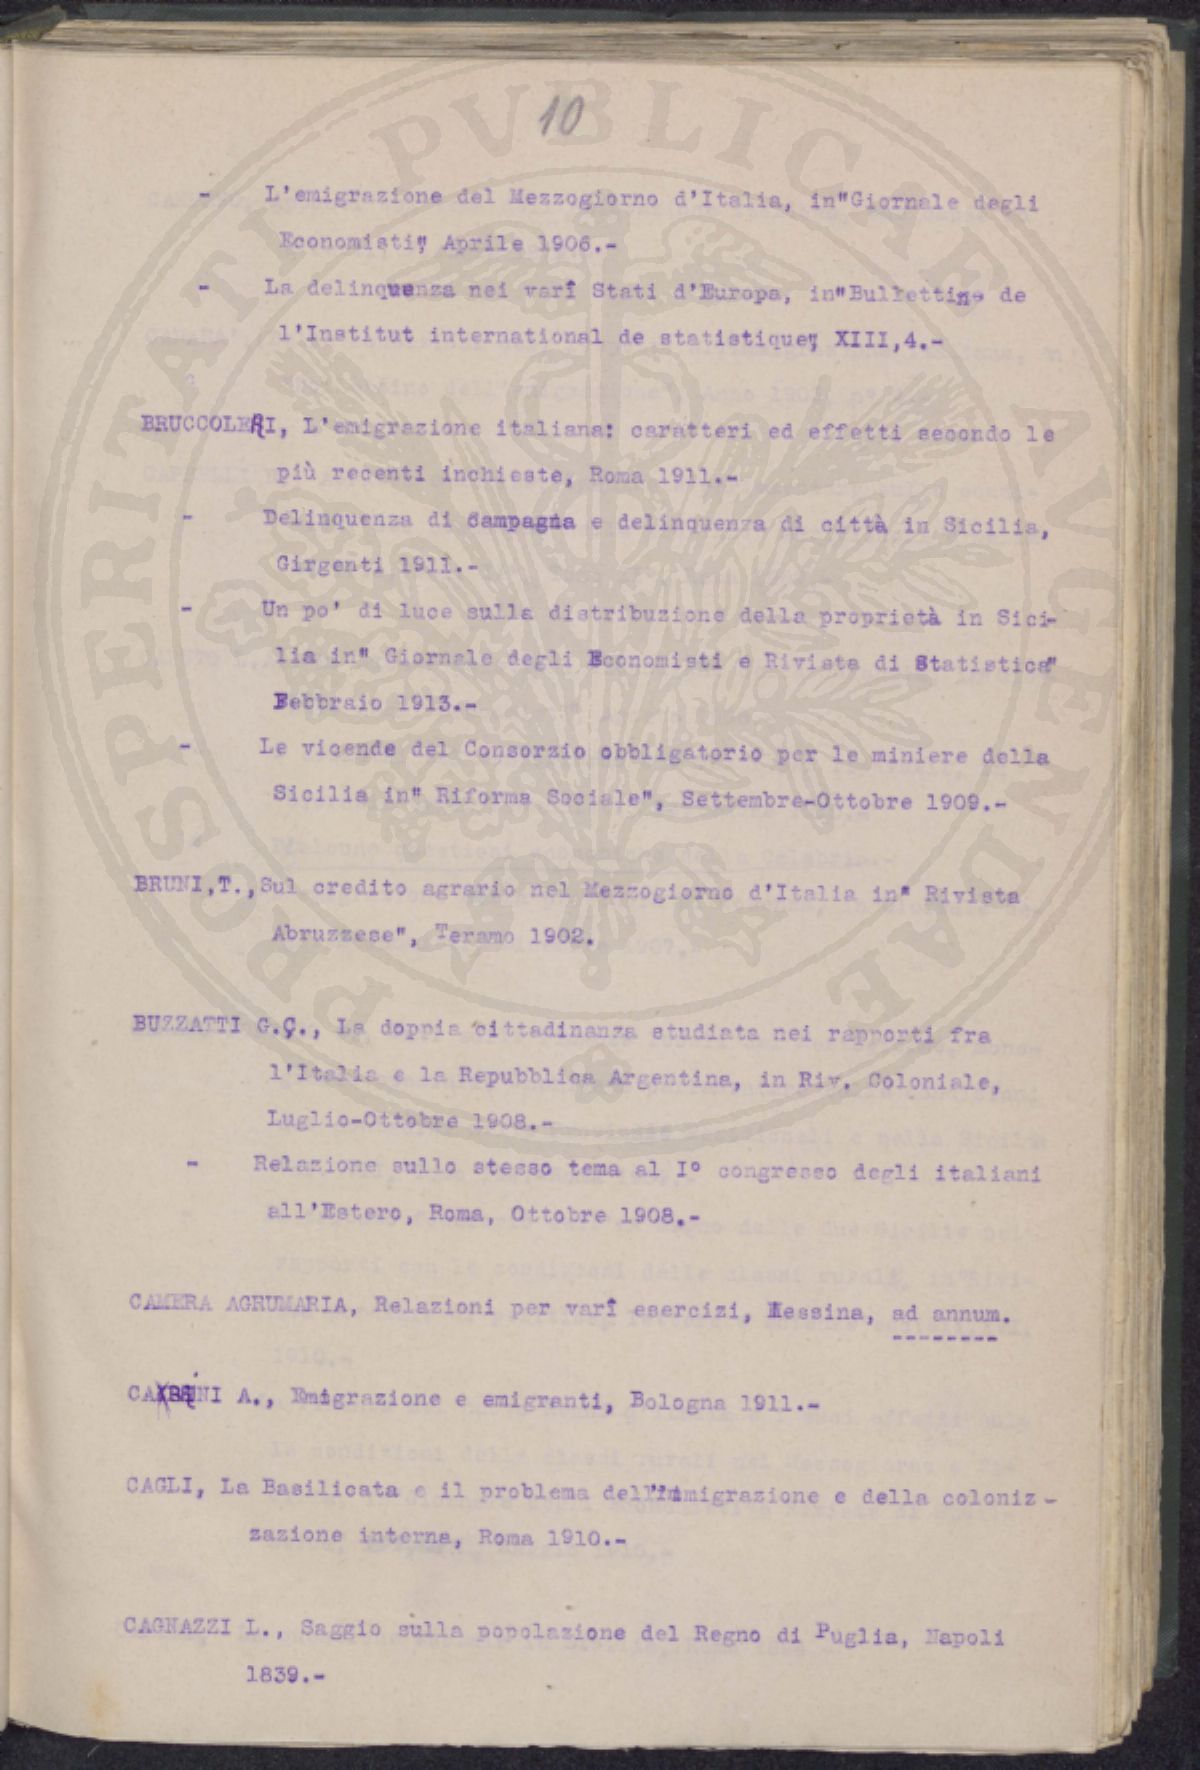 10
- L'emigrazione del Mezzogiorno d'Italia, in"Giornale degli
Economisti", Aprile 1906.-
- La delinquenza nei varî Stati d'Europa, in"Bullettine de
l'Institut international de statistique", XIII,4.-
BRUCCOLERI, L'emigrazione italiana: caratteri ed effetti secondo le
più recenti inchieste, Roma 1911.-
- Delinquenza di campagna e delinquenza di città in Sicilia,
Girgenti 1911.-
- Un po' di luce sulla distribuzione della proprietà in Sici-
lia in" Giornale degli Economisti e Rivista di Statistica"
Febbraio 1913.-
- Le vicende del Consorzio obbligatorio per le miniere della
Sicilia in" Riforma Sociale", Settembre-Ottobre 1909.-
BRUNI,T.,Sul credito agrario nel Mezzogiorno d'Italia in" Rivista
Abruzzese", Teramo 1902.
BUZZATTI G.C., La doppia cittadinanza studiata nei rapporti fra
l'Italia e la Repubblica Argentina, in Riv. Coloniale,
Luglio-Ottobre 1908.-
- Relazione sullo stesso tema al I° congresso degli italiani
all'Estero, Roma, Ottobre 1908.-
CAMERA AGRUMARIA, Relazioni per varî esercizi, Messina, ad annum.
A., Emigrazione e emigranti, Bologna 1911.-
CAGLI, La Basilicata e il problema dell'immigrazione e della coloniz-
zazione interna, Roma 1910.-
CAGNAZZI L., Saggio sulla popolazione del Regno di Puglia, Napoli
1839.-
PROSPERITATI PVBLICAE AVGENDAE